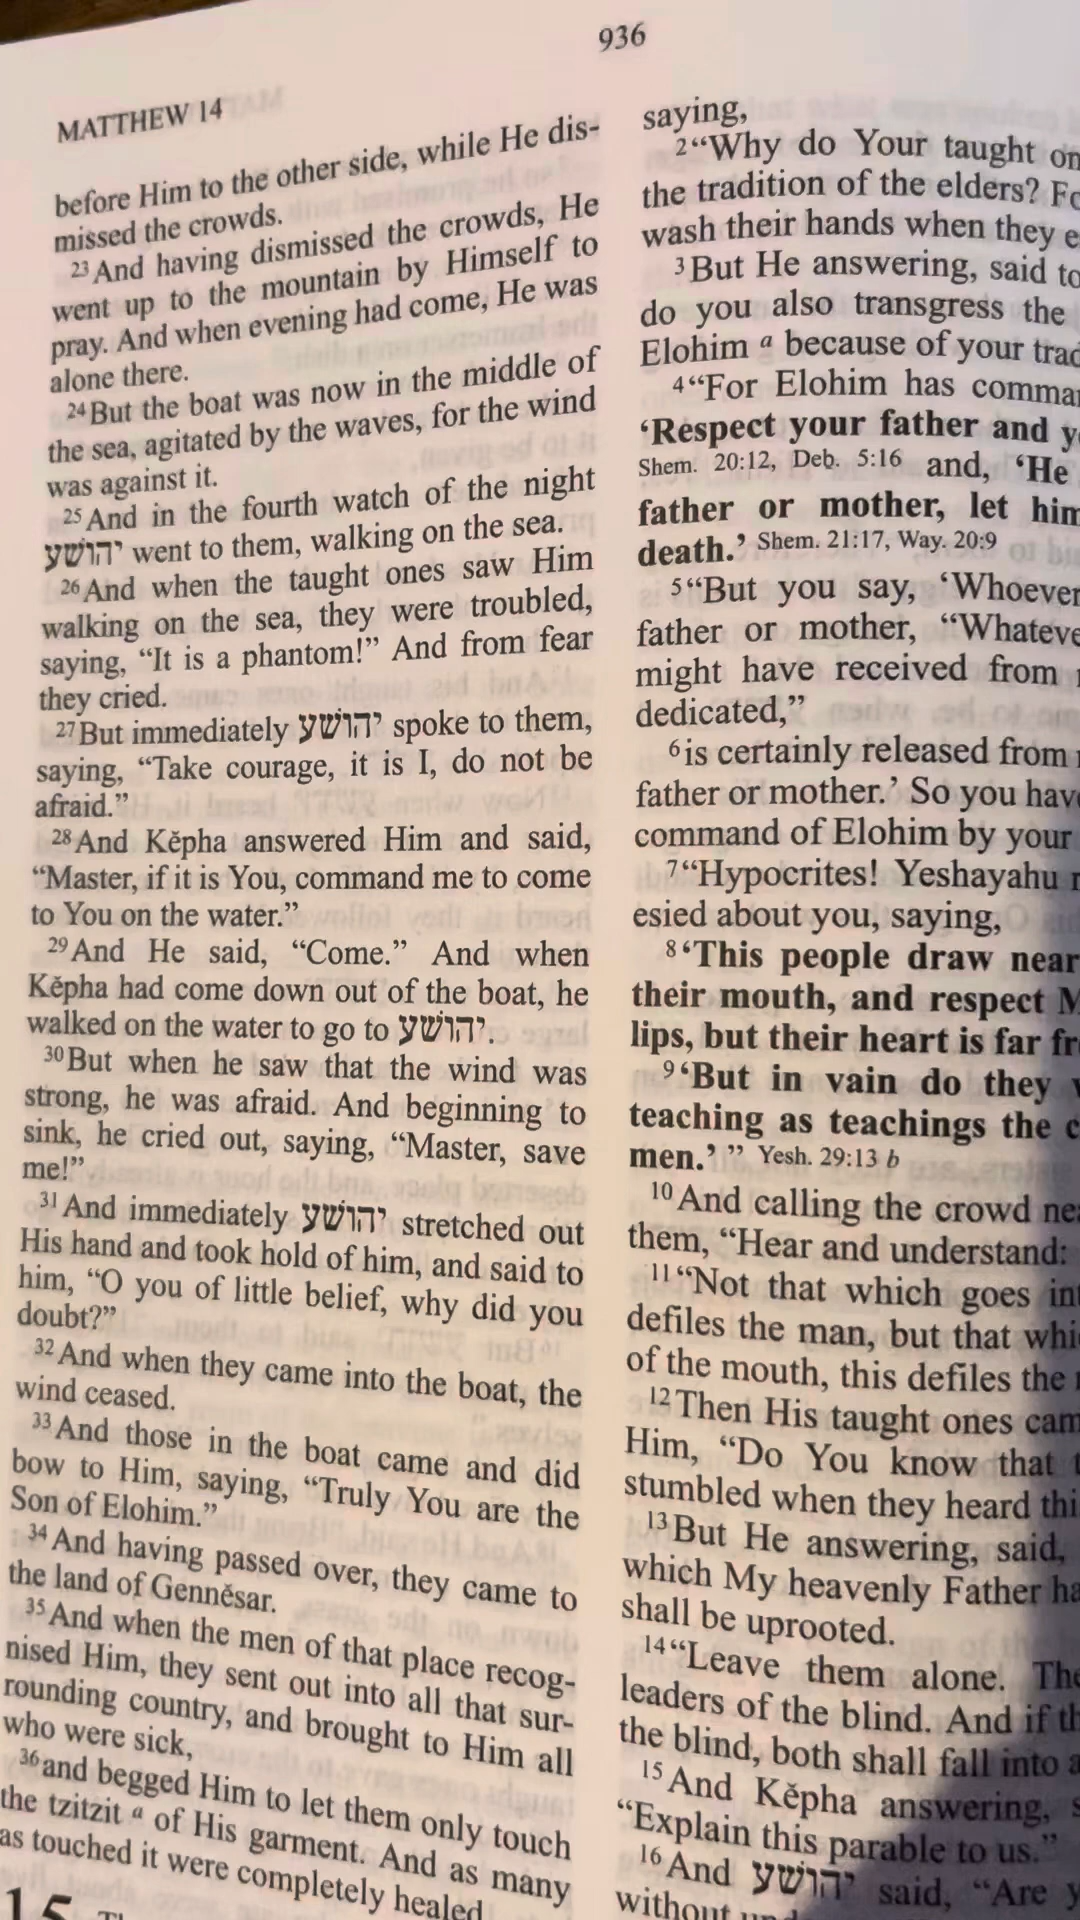 936
MATTHEW 14
before Him to the other side, while He dis-
missed the crowds.
23And having dismissed the crowds, He
went up to the mountain by Himself to
pray. And when evening had come, He was
alone there.
24But the boat was now in the middle of
the sea, agitated by the waves, for the wind
was against it.
25And in the fourth watch of the night
יהושע went to them, walking on the sea.
26And when the taught ones saw Him
walking on the sea, they were troubled,
saying, “It is a phantom!” And from fear
they cried.
27But immediately יהושע spoke to them,
saying, “Take courage, it is I, do not be
afraid.”
28And Kĕpha answered Him and said,
“Master, if it is You, command me to come
to You on the water.”
29And He said, “Come.” And when
Kĕpha had come down out of the boat, he
walked on the water to go to יהושע.
30But when he saw that the wind was
strong, he was afraid. And beginning to
sink, he cried out, saying, “Master, save
me!”
31And immediately יהושע stretched out
His hand and took hold of him, and said to
him, “O you of little belief, why did you
doubt?”
32And when they came into the boat, the
wind ceased.
33And those in the boat came and did
bow to Him, saying, “Truly You are the
Son of Elohim.”
34And having passed over, they came to
the land of Gennĕsar.
35And when the men of that place recog-
nised Him, they sent out into all that sur-
rounding country, and brought to Him all
who were sick,
36and begged Him to let them only touch
the tzitzit a of His garment. And as many
as touched it were completely healed
15
saying,
2“Why do Your taught
the tradition of the elders?
wash their hands when they
3But He answering, said
do you also transgress the
Elohim a because of your
4“For Elohim has
‘Respect your father and
Shem. 20:12, Deb. 5:16 and, ‘He
father or mother, let him
death.’ Shem. 21:17, Way. 20:9
5“But you say, ‘Whoever
father or mother, “
might have received from
dedicated,”
6is certainly released from
father or mother.’ So you
command of Elohim by your
7“Hypocrites! Yeshayahu
esied about you, saying,
8‘This people draw near
their mouth, and respect
lips, but their heart is far
9‘But in vain do they
teaching as teachings the
men.’ ” Yesh. 29:13 b
10And calling the crowd
them, “Hear and understand:
11“Not that which goes
defiles the man, but that
of the mouth, this defiles the
12Then His taught ones
Him, “Do You know that
stumbled when they heard
13But He answering, said,
which My heavenly Father
shall be uprooted.
14“Leave them alone.
leaders of the blind. And if
the blind, both shall fall into a
15And Kĕpha answering,
“Explain this parable to us.”
16And יהושע said, “Are
without